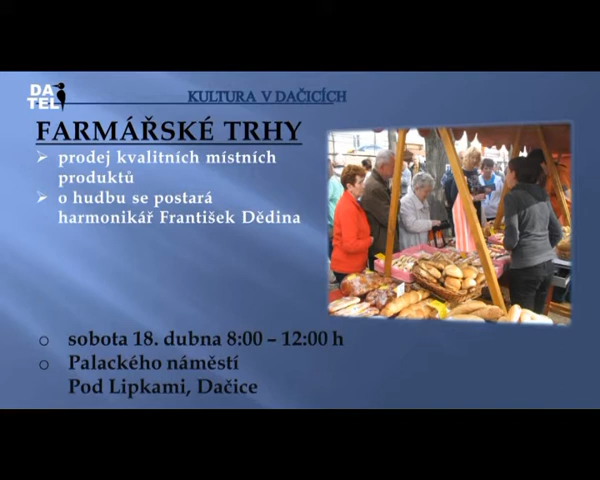 DA
TEL
KULTURA V DAČICÍCH
FARMÁŘSKÉ TRHY
prodej kvalitních místních
produktů
o hudbu se postará
harmonikář František Dědina
sobota 18. dubna 8:00 – 12:00 h
Palackého náměstí
Pod Lipkami, Dačice